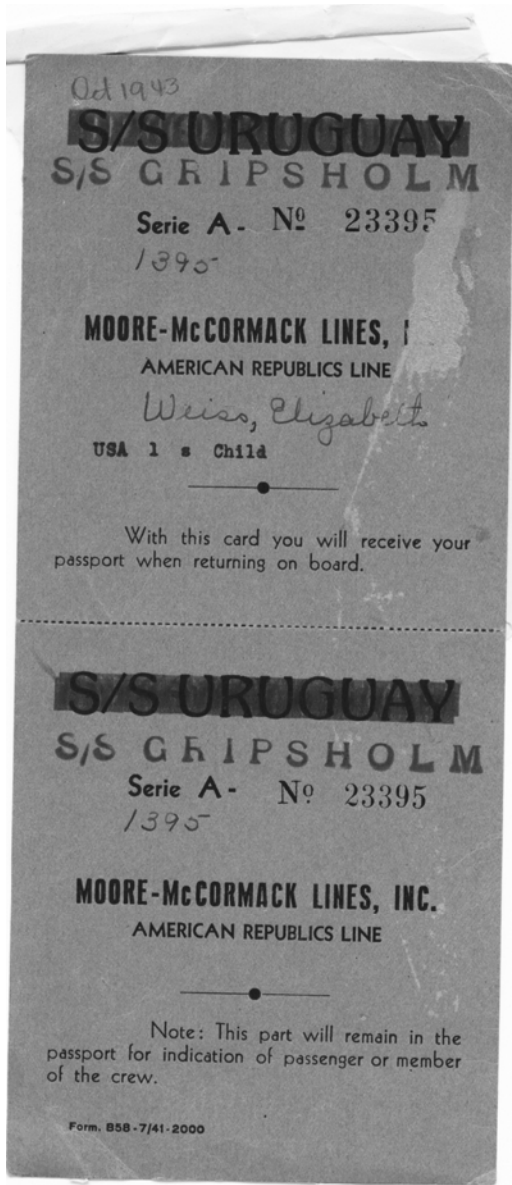 Oct 1943
S/S URUGUAY
S/S GRIPSHOLM
Serie A - Nº 23395
1395
MOORE-McCORMACK LINES, I
AMERICAN REPUBLICS LINE
Weiss, Elizabeth
USA 1 s Child
With this card you will receive your
passport when returning on board.
S/S URUGUAY
S/S GRIPSHOLM
Serie A - Nº 23395
1395
MOORE-McCORMACK LINES, INC.
AMERICAN REPUBLICS LINE
Note: This part will remain in the
passport for indication of passenger or member
of the crew.
Form. B58-7/41-2000